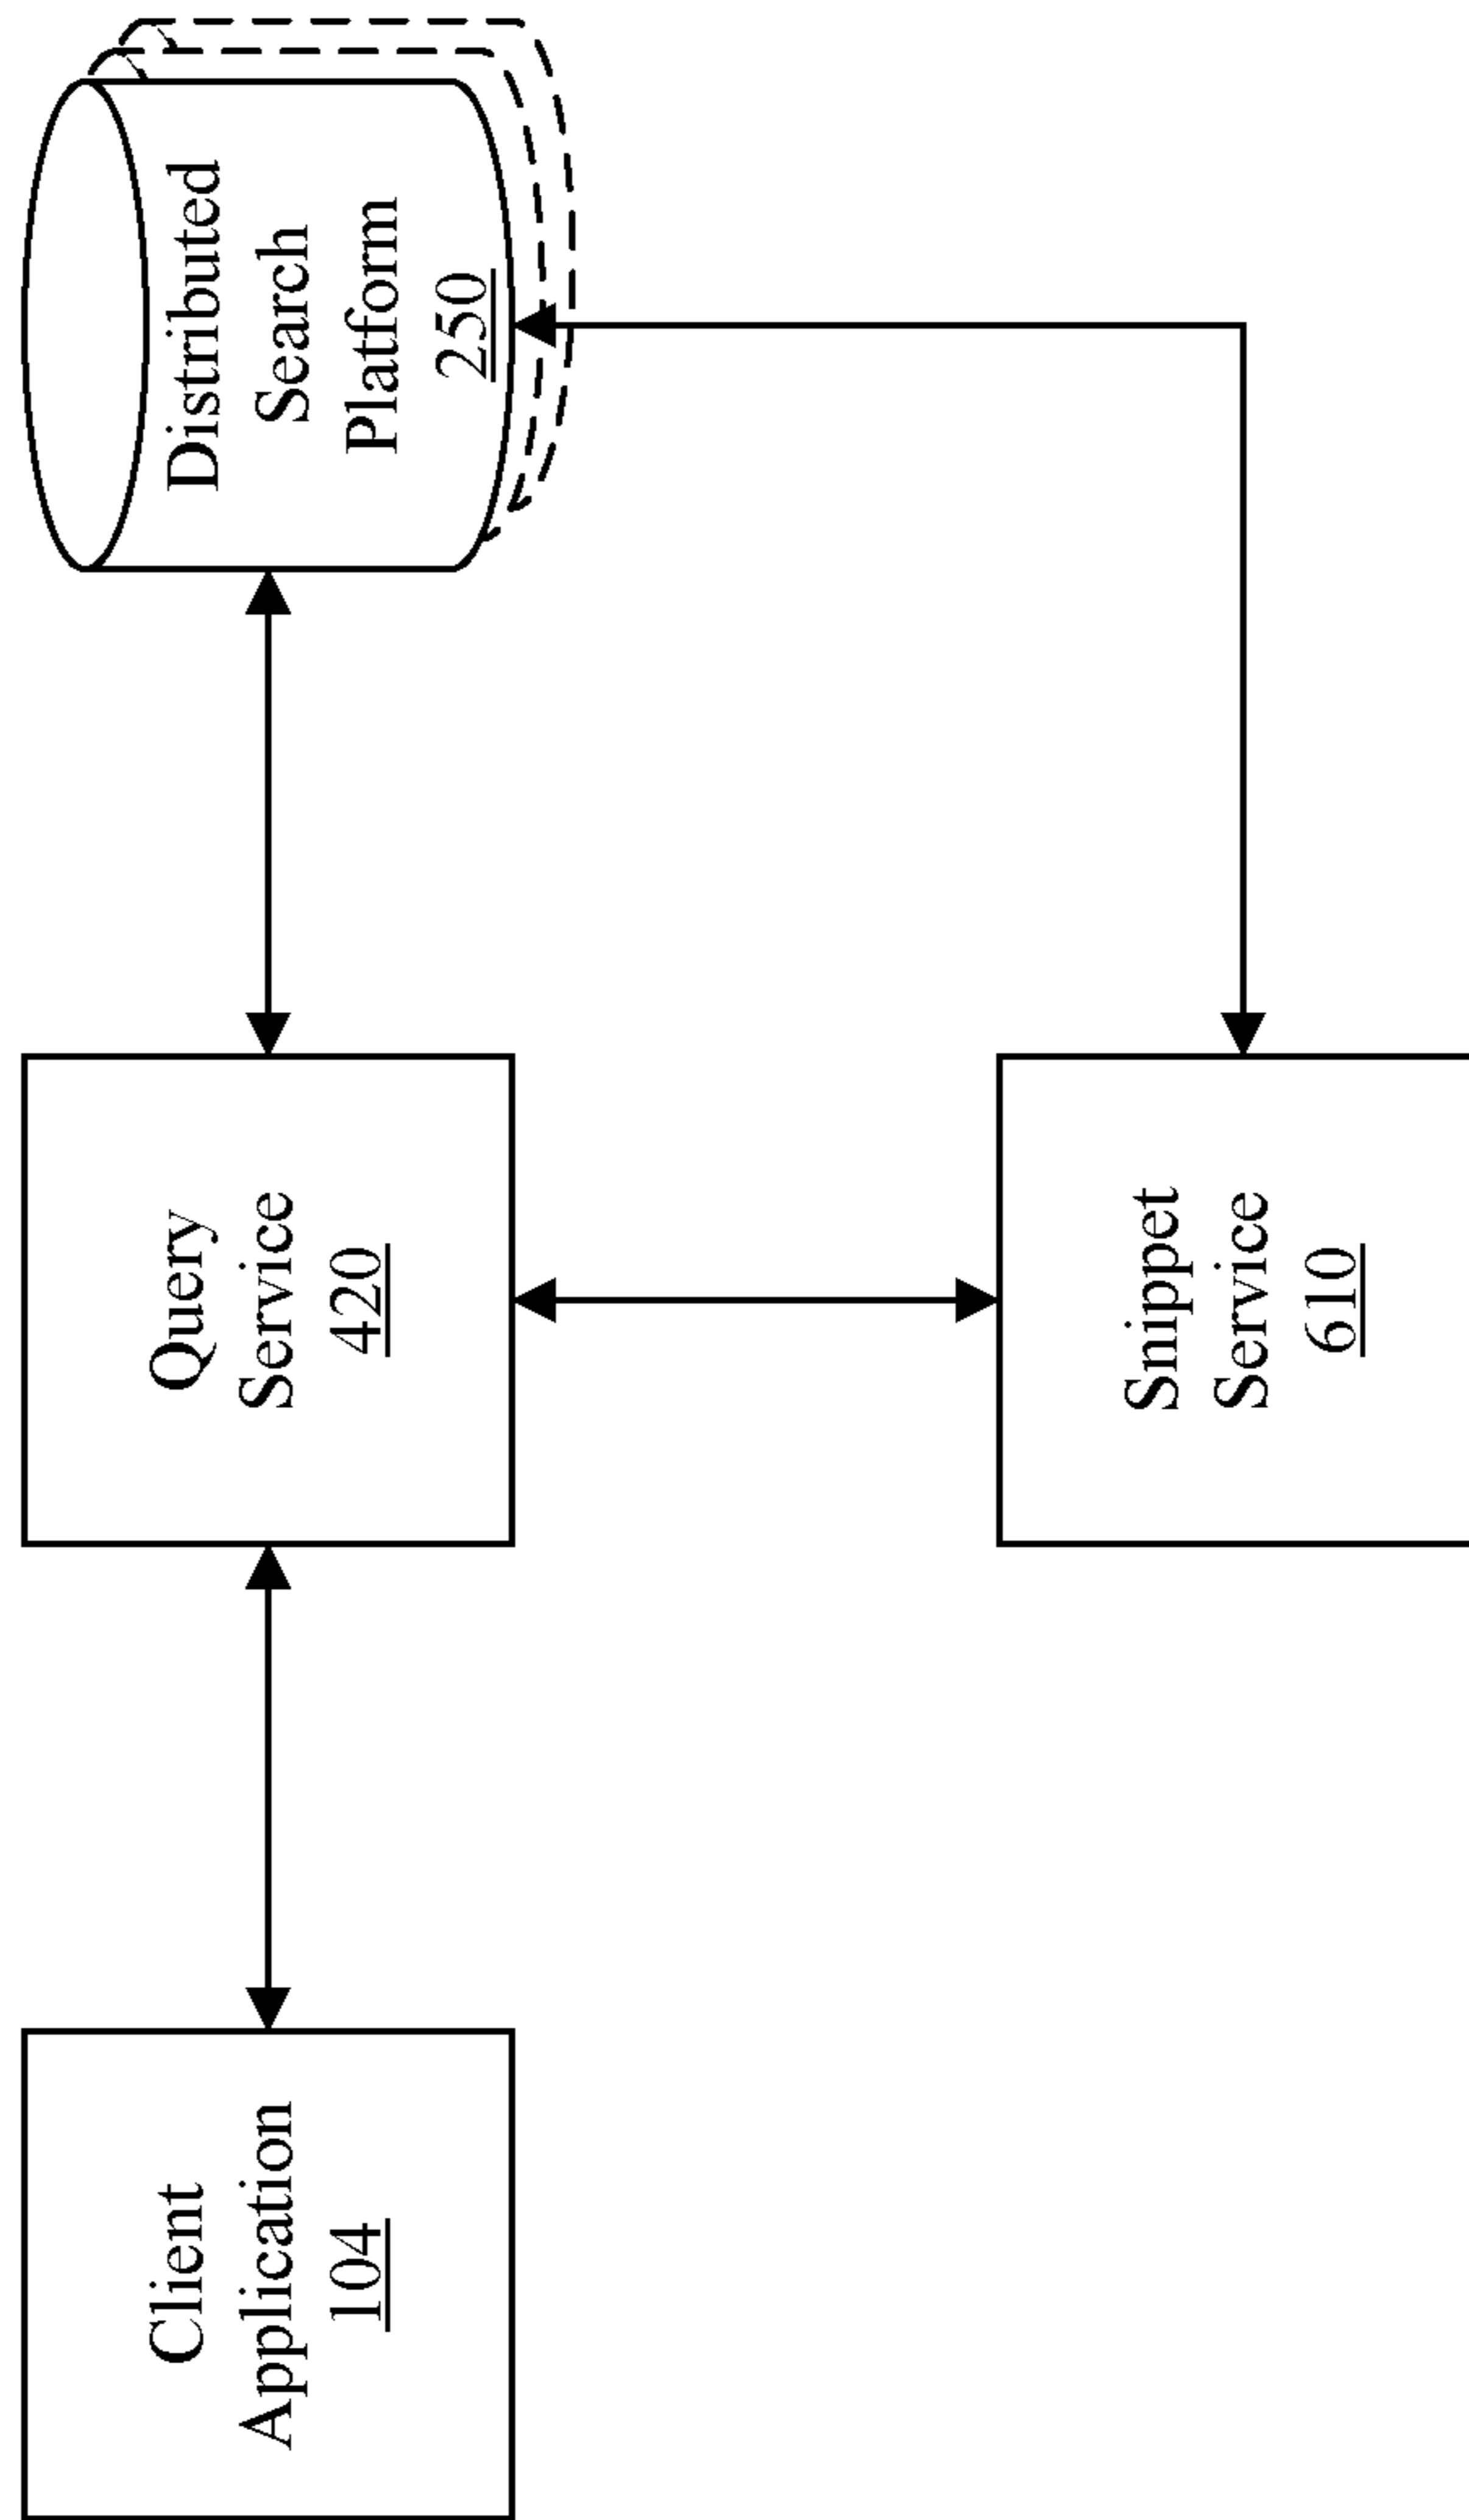 Client
Application
104
Query
Service
420
Distributed
Search
Platform
250
Snippet
Service
610